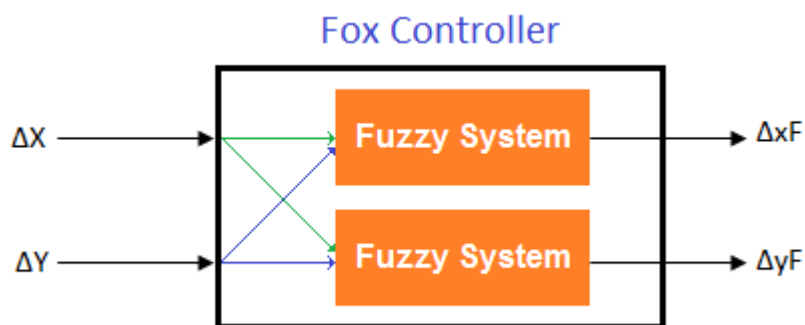 Fox Controller
ΔX
Fuzzy System
ΔxF
ΔY
Fuzzy System
ΔyF